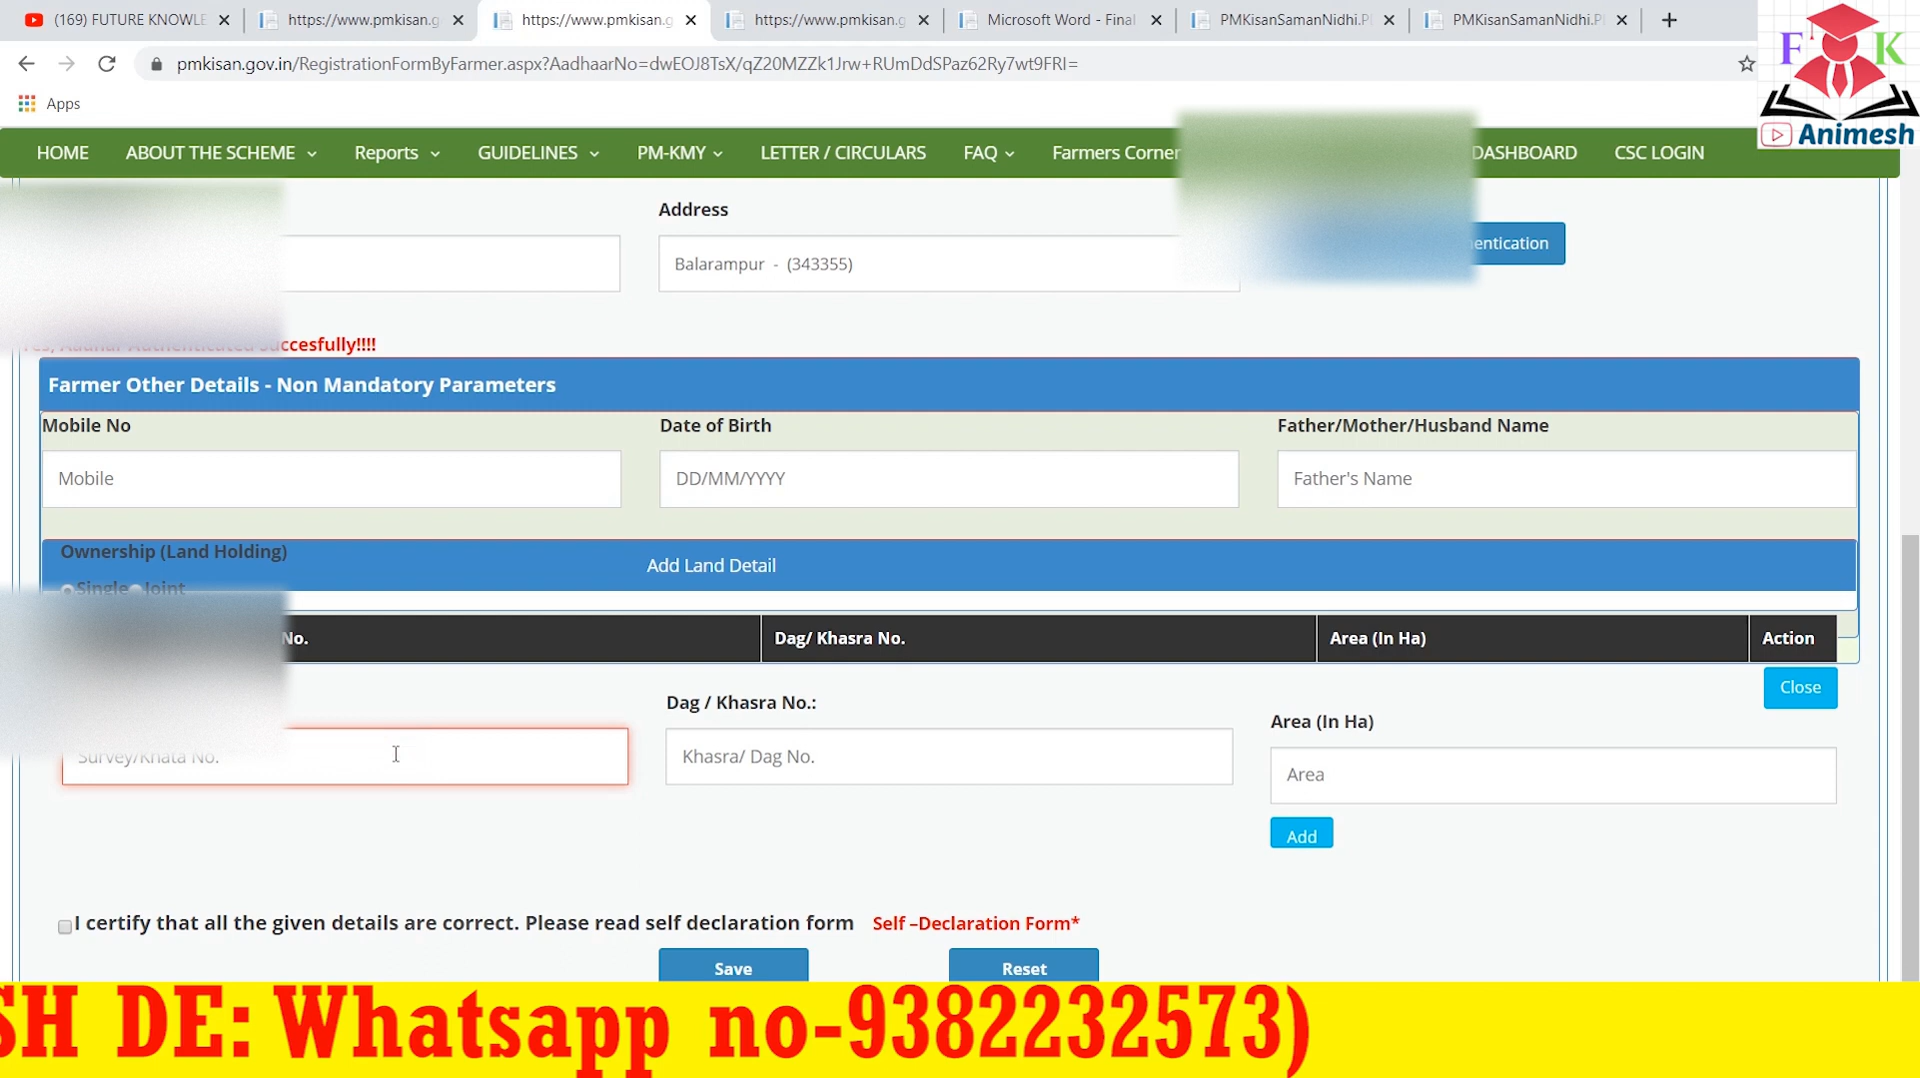 (169) FUTURE KNOWLE
https://www.pmkisan.g
https://www.pmkisan.g
https://www.pmkisan.g
Microsoft Word - Final
PMKisanSamanNidhi.P
PMKisanSamanNidhi.P
pmkisan.gov.in/RegistrationFormByFarmer.aspx?AadhaarNo=dwEOJ8TsX/qZ20MZZk1Jrw+RUmDdSPaz62Ry7wt9FRI=
Apps
F K
Animesh
HOME ABOUT THE SCHEME Reports GUIDELINES PM-KMY LETTER / CIRCULARS FAQ Farmers Corner DASHBOARD CSC LOGIN
Address
Balarampur - (343355)
entication
Authenticated succesfully!!!!
Farmer Other Details - Non Mandatory Parameters
Mobile No Date of Birth Father/Mother/Husband Name
Mobile DD/MM/YYYY Father's Name
Ownership (Land Holding)
Add Land Detail
Single Joint
No. Dag/ Khasra No. Area (In Ha) Action
Close
Dag / Khasra No.: Area (In Ha)
Survey/Khata No. Khasra/ Dag No. Area
Add
I certify that all the given details are correct. Please read self declaration form Self –Declaration Form*
Save Reset
SH DE: Whatsapp no-9382232573)